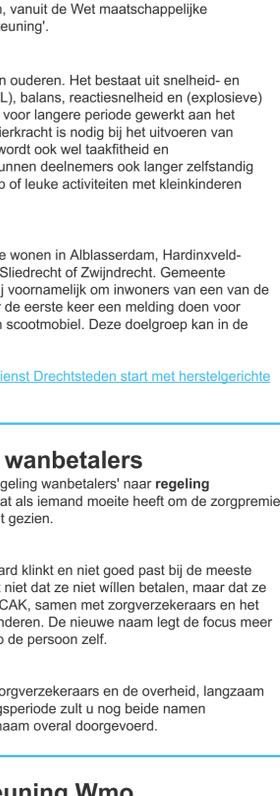 , vanuit de Wet maatschappelijke
euning'.
n ouderen. Het bestaat uit snelheid- en
L), balans, reactiesnelheid en (explosieve)
voor langere periode gewerkt aan het
ierkracht is nodig bij het uitvoeren van
wordt ook wel taakfitheid en
unnen deelnemers ook langer zelfstandig
p of leuke activiteiten met kleinkinderen
e wonen in Alblasserdam, Hardinxveld-
Sliedrecht of Zwijndrecht. Gemeente
ij voornamelijk om inwoners van een van de
r de eerste keer een melding doen voor
n scootmobiel. Deze doelgroep kan in de
ienst Drechtsteden start met herstelgerichte
wanbetalers
geling wanbetalers' naar regeling
at als iemand moeite heeft om de zorgpremie
t gezien.
ard klinkt en niet goed past bij de meeste
t niet dat ze niet willen betalen, maar dat ze
CAK, samen met zorgverzekeraars en het
nderen. De nieuwe naam legt de focus meer
p de persoon zelf.
orgverzekeraars en de overheid, langzaam
gsperiode zult u nog beide namen
naam overal doorgevoerd.
euning Wmo